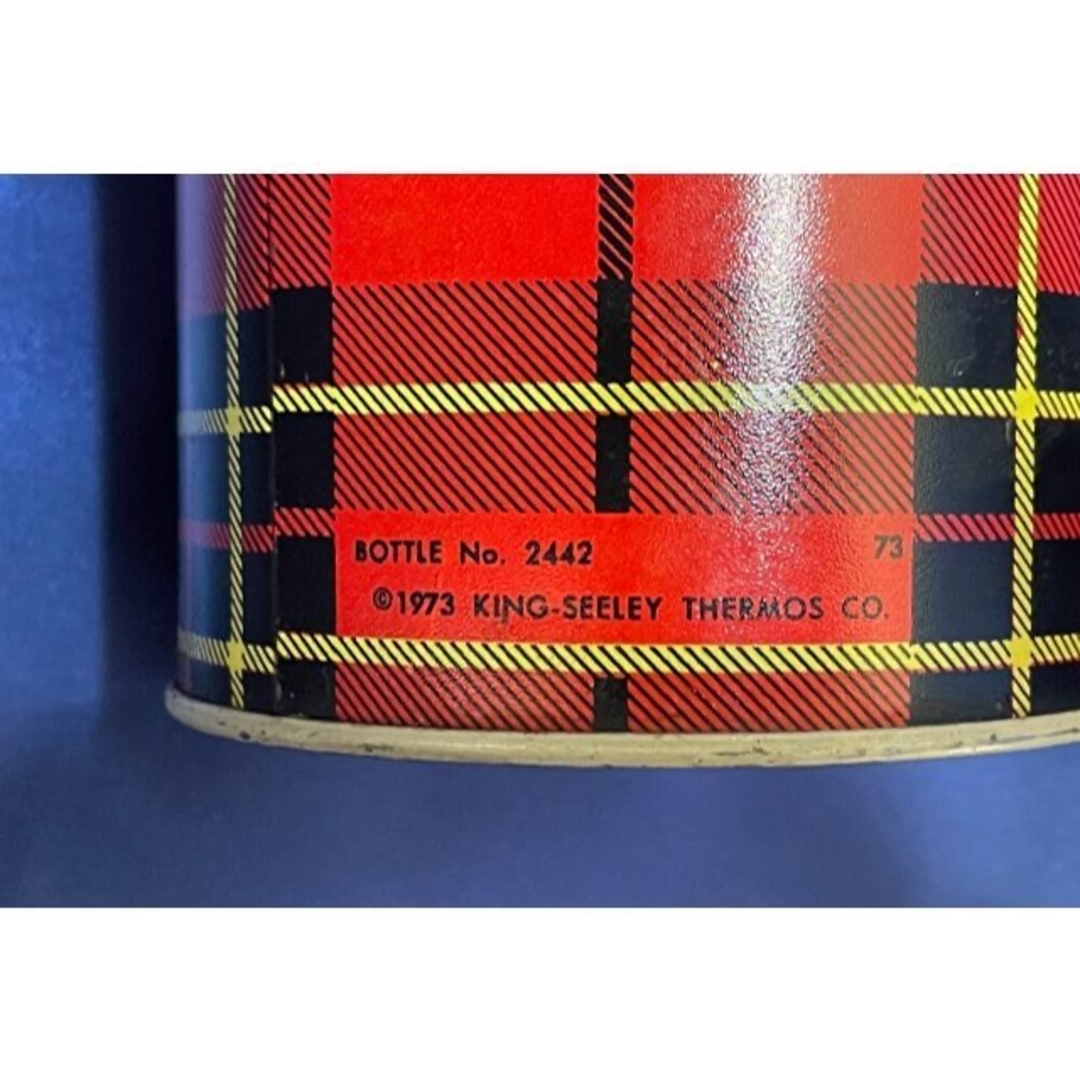 BOTTLE No. 2442 73
©1973 KING-SEELEY THERMOS CO.